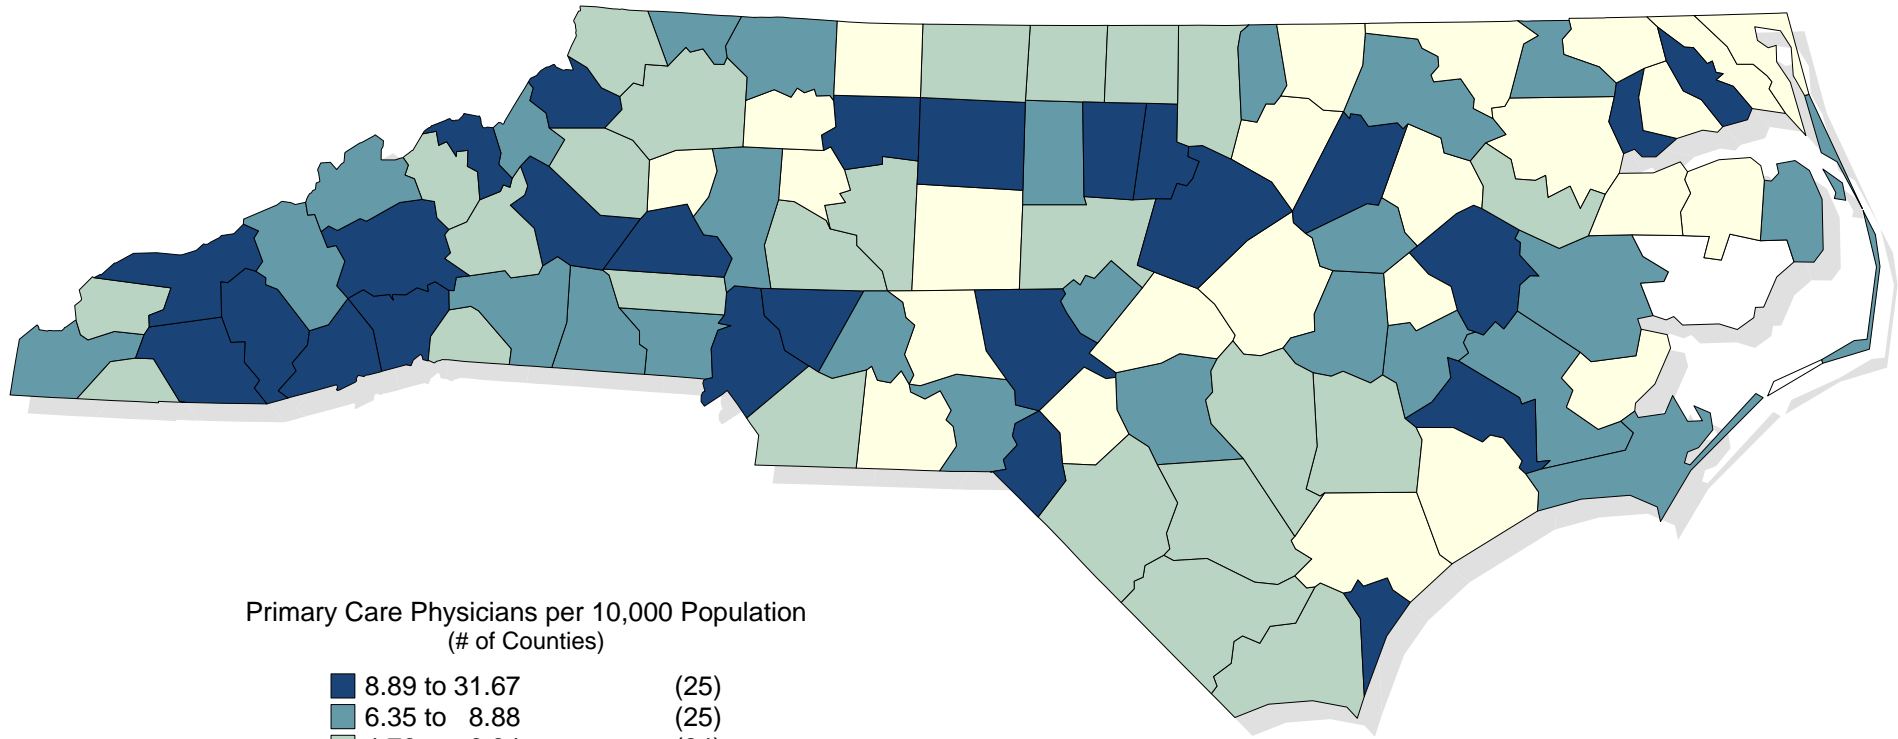 Primary Care Physicians per 10,000 Population
(# of Counties)
8.89 to 31.67 (25)
6.35 to 8.88 (25)